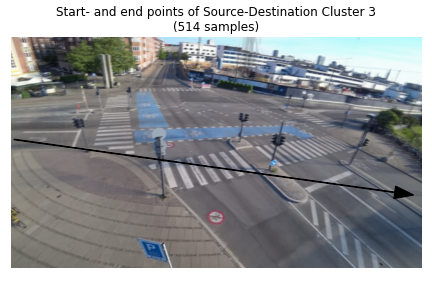 Start- and end points of Source-Destination Cluster 3
(514 samples)
P